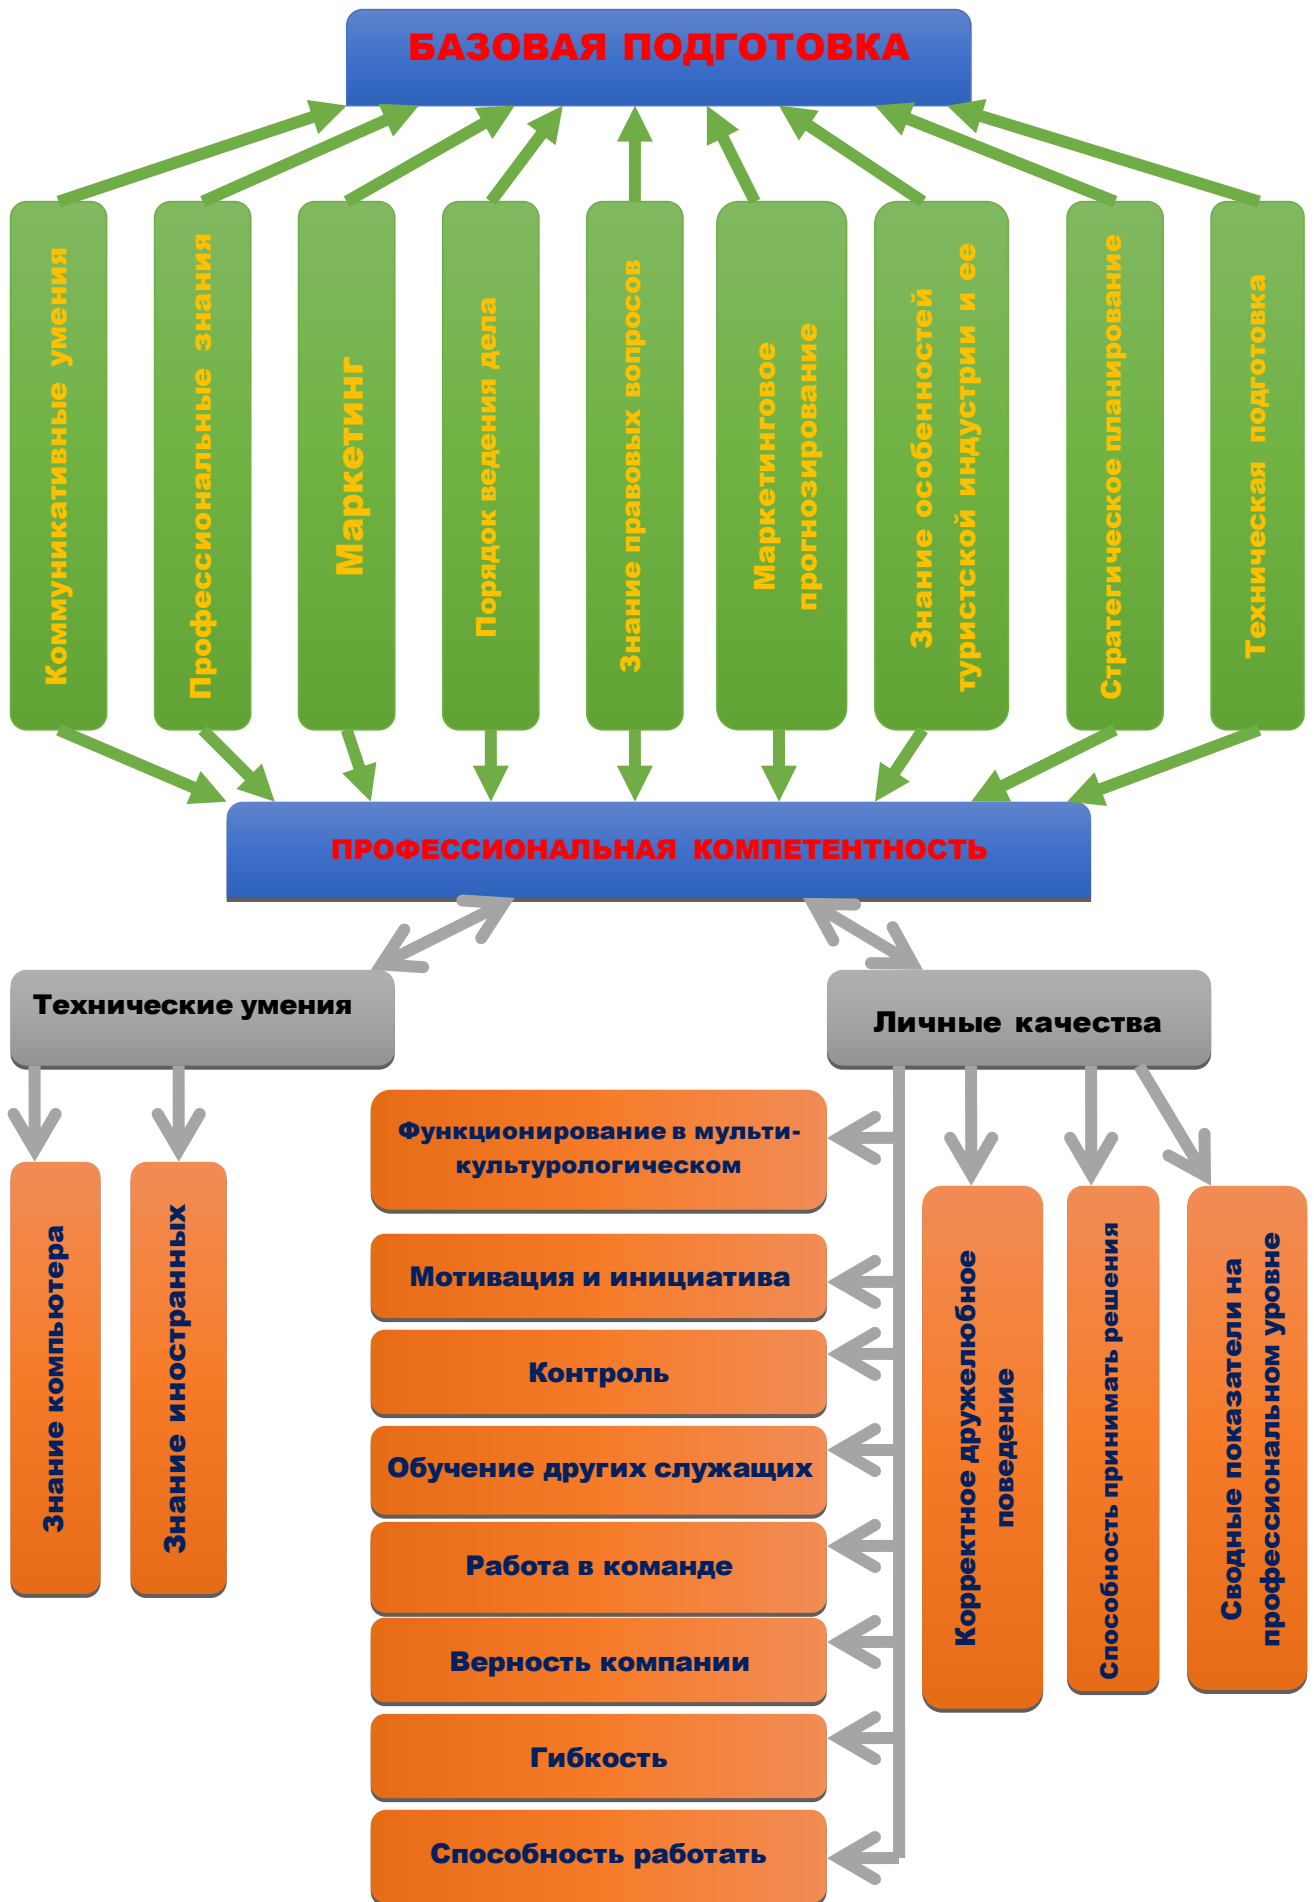 БАЗОВАЯ ПОДГОТОВКА
Коммуникативные умения
Профессиональные знания
Маркетинг
Порядок ведения дела
Знание правовых вопросов
Маркетинговое
прогнозирование
Знание особенностей
туристской индустрии и ее
Стратегическое планирование
Техническая подготовка
ПРОФЕССИОНАЛЬНАЯ КОМПЕТЕНТНОСТЬ
Технические умения
Личные качества
Знание компьютера
Знание иностранных
Функционирование в мульти-
культурологическом
Мотивация и инициатива
Контроль
Обучение других служащих
Работа в команде
Верность компании
Гибкость
Способность работать
Корректное дружелюбное
поведение
Способность принимать решения
Сводные показатели на
профессиональном уровне